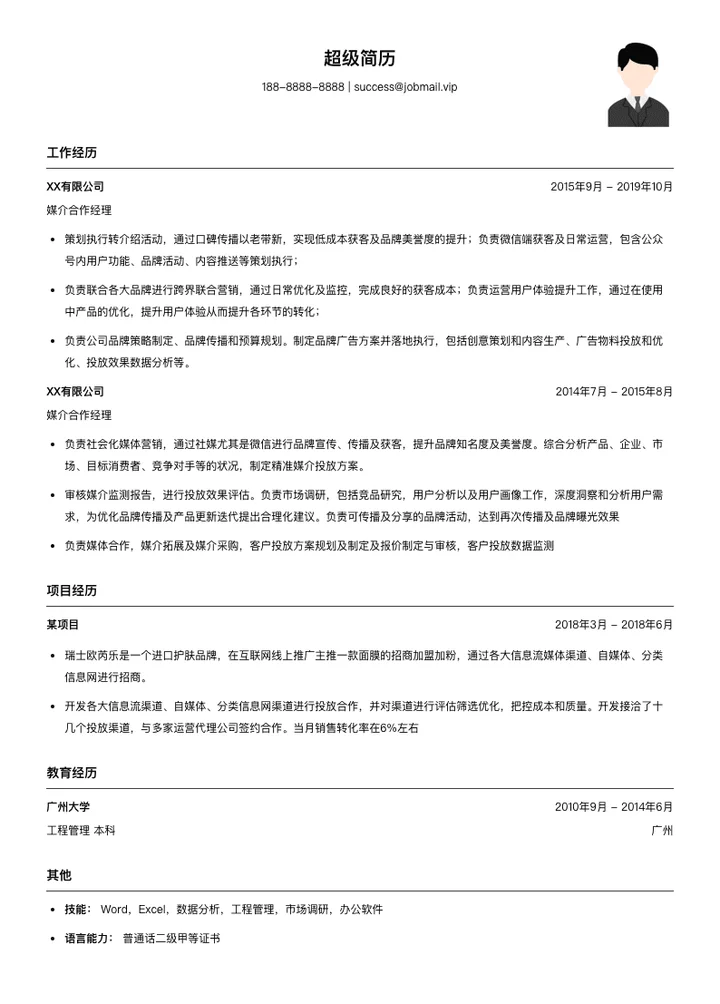 超级简历
188-8888-8888 | success@jobmail.vip
工作经历
XX有限公司 2015年9月 – 2019年10月
媒介合作经理
• 策划执行转介绍活动，通过口碑传播以老带新，实现低成本获客及品牌美誉度的提升；负责微信端获客及日常运营，包含公众
号内用户功能、品牌活动、内容推送等策划执行；
• 负责联合各大品牌进行跨界联合营销，通过日常优化及监控，完成良好的获客成本；负责运营用户体验提升工作，通过在使用
中产品的优化，提升用户体验从而提升各环节的转化；
• 负责公司品牌策略制定、品牌传播和预算规划。制定品牌广告方案并落地执行，包括创意策划和内容生产、广告物料投放和优
化、投放效果数据分析等。
XX有限公司 2014年7月 – 2015年8月
媒介合作经理
• 负责社会化媒体营销，通过社媒尤其是微信进行品牌宣传、传播及获客，提升品牌知名度及美誉度。综合分析产品、企业、市
场、目标消费者、竞争对手等的状况，制定精准媒介投放方案。
• 审核媒介监测报告，进行投放效果评估。负责市场调研，包括竞品研究，用户分析以及用户画像工作，深度洞察和分析用户需
求，为优化品牌传播及产品更新迭代提出合理化建议。负责可传播及分享的品牌活动，达到再次传播及品牌曝光效果
• 负责媒体合作，媒介拓展及媒介采购，客户投放方案规划及制定及报价制定与审核，客户投放数据监测
项目经历
某项目 2018年3月 – 2018年6月
• 瑞士欧芮乐是一个进口护肤品牌，在互联网线上推广主推一款面膜的招商加盟加粉，通过各大信息流媒体渠道、自媒体、分类
信息网进行招商。
• 开发各大信息流渠道、自媒体、分类信息网渠道进行投放合作，并对渠道进行评估筛选优化，把控成本和质量。开发接洽了十
几个投放渠道，与多家运营代理公司签约合作。当月销售转化率在6%左右
教育经历
广州大学 2010年9月 – 2014年6月
工程管理 本科 广州
其他
• 技能： Word，Excel，数据分析，工程管理，市场调研，办公软件
• 语言能力： 普通话二级甲等证书